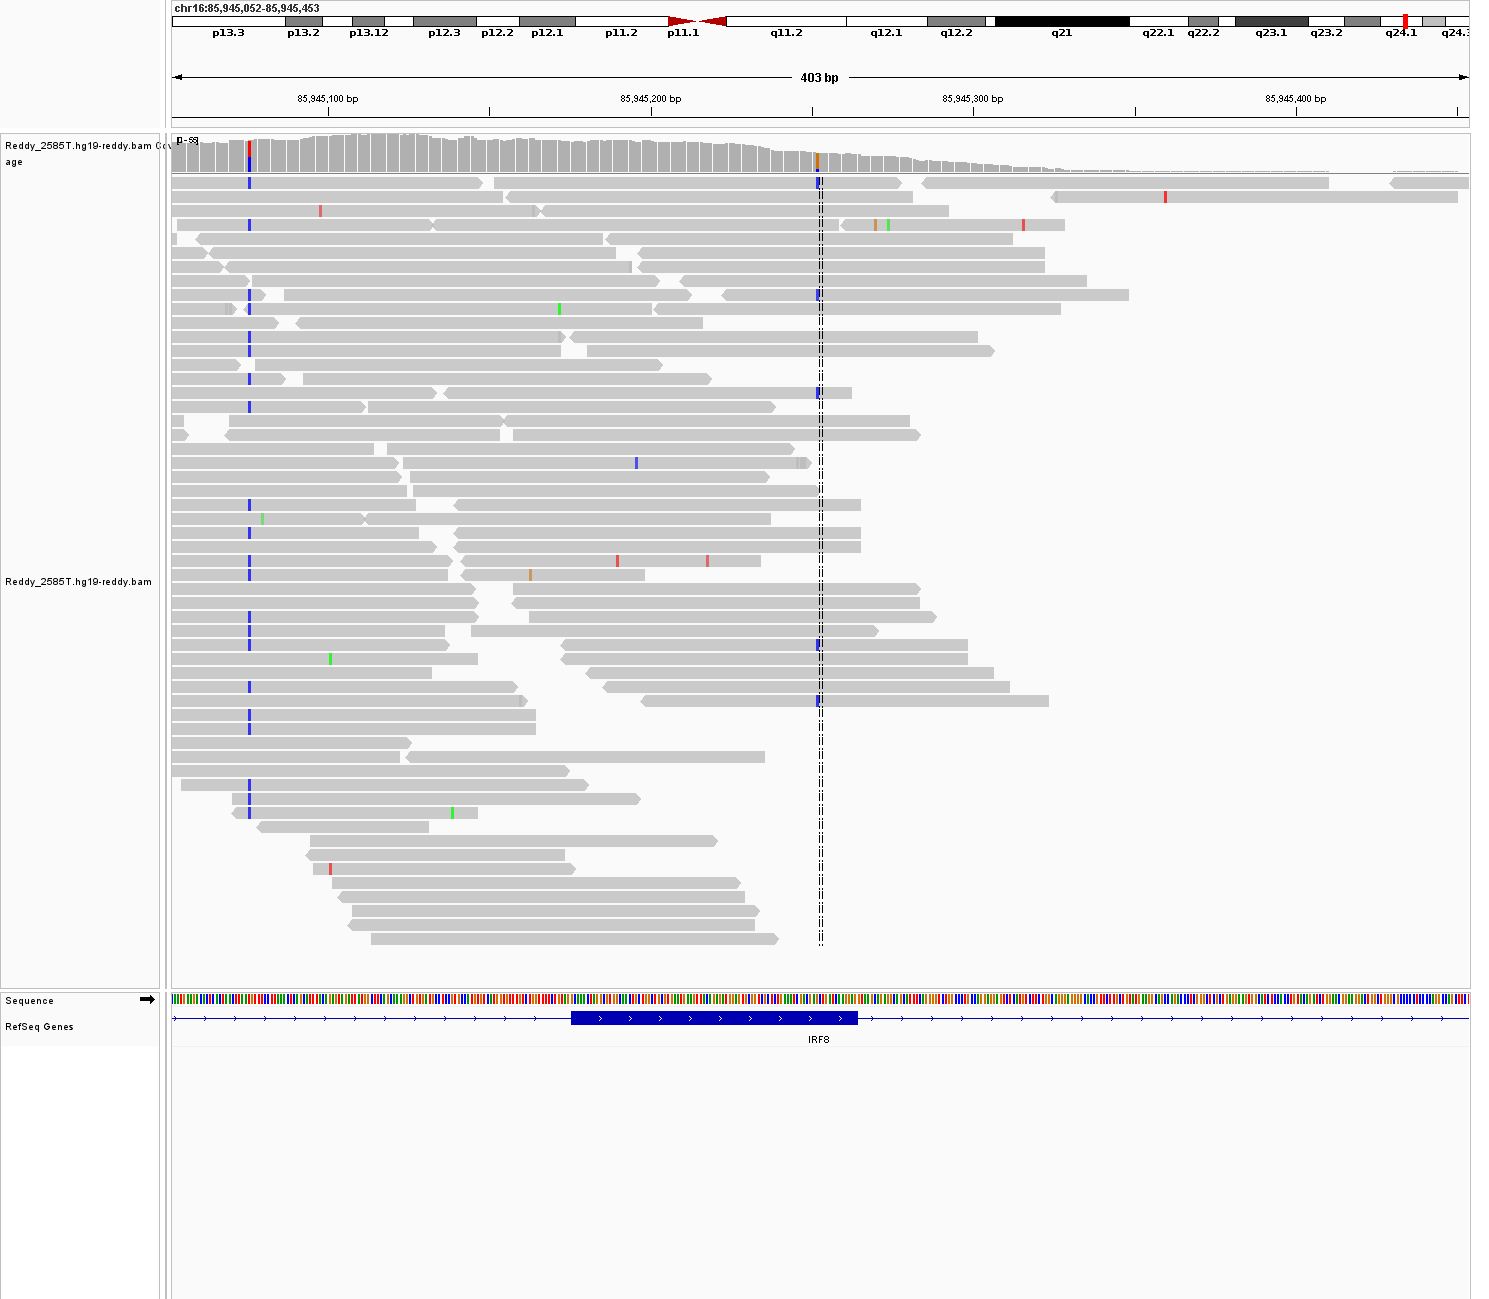 chr16:85,945,052-85,945,453
p13.3 p13.2 p13.12 p12.3 p12.2 p12.1 p11.2 p11.1 q11.2 q12.1 q12.2 q21 q22.1 q22.2 q23.1 q23.2 q24.1 q24.3
403 bp
85,945,100 bp 85,945,200 bp 85,945,300 bp 85,945,400 bp
Reddy_2585T.hg19-reddy.bam Cov
age
Reddy_2585T.hg19-reddy.bam
Sequence
RefSeq Genes
IRF8